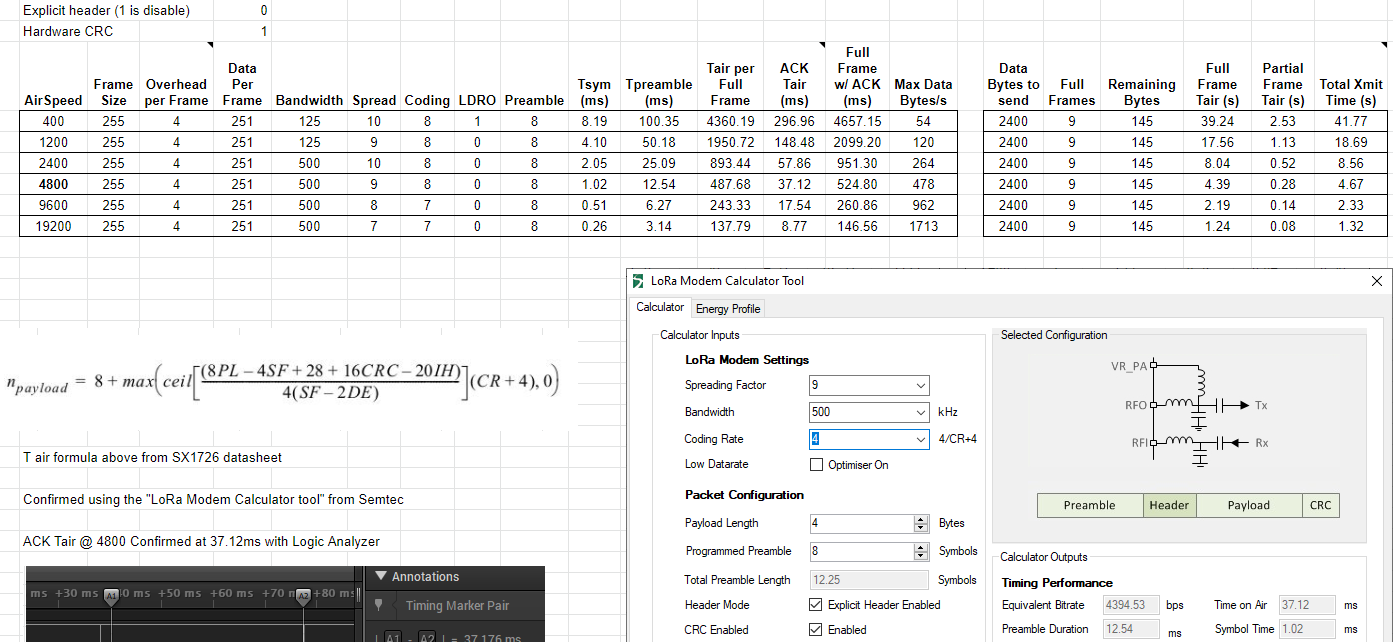 Explicit header (1 is disable) 0
Hardware CRC 1
AirSpeed Frame Size Overhead per Frame Data Per Frame Bandwidth Spread Coding LDRO Preamble Tsym (ms) Tpreamble (ms) Tair per Full Frame ACK Tair (ms) Full Frame w/ ACK (ms) Max Data Bytes/s Data Bytes to send Full Frames Remaining Bytes Full Frame Tair (s) Partial Frame Tair (s) Total Xmit Time (s)
400 255 4 251 125 10 8 1 8 8.19 100.35 4360.19 296.96 4657.15 54 2400 9 145 39.24 2.53 41.77
1200 255 4 251 125 9 8 0 8 4.10 50.18 1950.72 148.48 2099.20 120 2400 9 145 17.56 1.13 18.69
2400 255 4 251 500 10 8 0 8 2.05 25.09 893.44 57.86 951.30 264 2400 9 145 8.04 0.52 8.56
4800 255 4 251 500 9 8 0 8 1.02 12.54 487.68 37.12 524.80 478 2400 9 145 4.39 0.28 4.67
9600 255 4 251 500 8 7 0 8 0.51 6.27 243.33 17.54 260.86 962 2400 9 145 2.19 0.14 2.33
19200 255 4 251 500 7 7 0 8 0.26 3.14 137.79 8.77 146.56 1713 2400 9 145 1.24 0.08 1.32
n_payload = 8 + max(ceil[(8PL − 4SF + 28 + 16CRC − 20IH) / 4(SF − 2DE)](CR + 4), 0)
T air formula above from SX1726 datasheet
Confirmed using the "LoRa Modem Calculator tool" from Semtec
ACK Tair @ 4800 Confirmed at 37.12ms with Logic Analyzer
ms +30 ms A1 0 ms +50 ms +60 ms +70 m A2 +80 ms
Annotations
Timing Marker Pair
A1 - A2 | = 37.176 ms
LoRa Modem Calculator Tool
Calculator Energy Profile
Calculator Inputs
LoRa Modem Settings
Spreading Factor 9
Bandwidth 500 kHz
Coding Rate 4 4/CR+4
Low Datarate Optimiser On
Packet Configuration
Payload Length 4 Bytes
Programmed Preamble 8 Symbols
Total Preamble Length 12.25 Symbols
Header Mode Explicit Header Enabled
CRC Enabled Enabled
Selected Configuration
VR_PA
RFO Tx
RFI Rx
Preamble Header Payload CRC
Calculator Outputs
Timing Performance
Equivalent Bitrate 4394.53 bps Time on Air 37.12 ms
Preamble Duration 12.54 ms Symbol Time 1.02 ms